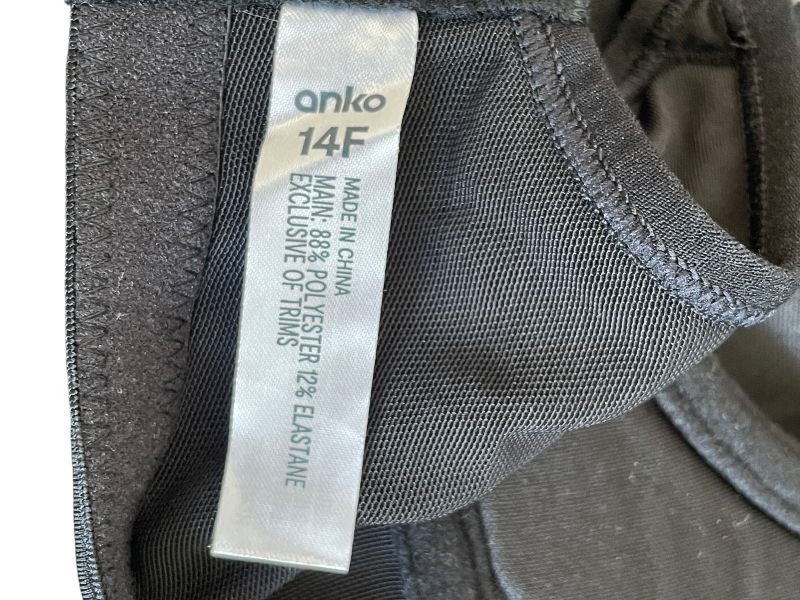 anko
14F
MADE IN CHINA
MAIN: 88% POLYESTER 12% ELASTANE
EXCLUSIVE OF TRIMS